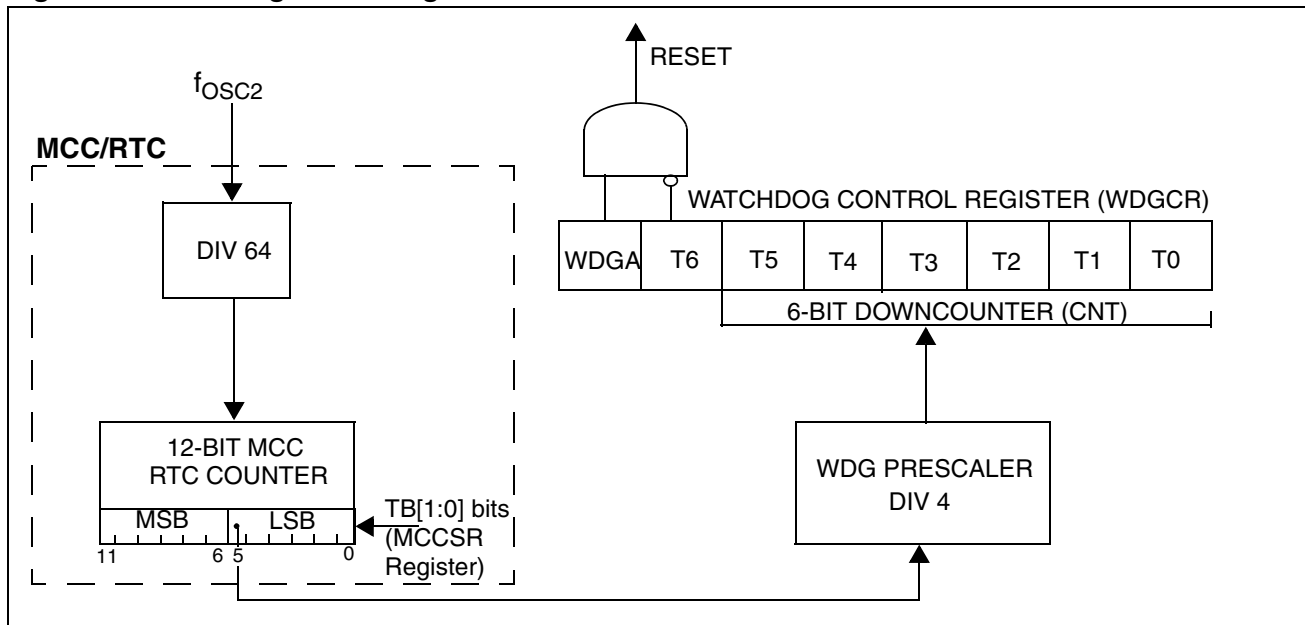 RESET
fOSC2
MCC/RTC
DIV 64
12-BIT MCC
RTC COUNTER
MSB LSB
11 6 5 0
TB[1:0] bits
(MCCSR
Register)
WATCHDOG CONTROL REGISTER (WDGCR)
WDGA T6 T5 T4 T3 T2 T1 T0
6-BIT DOWNCOUNTER (CNT)
WDG PRESCALER
DIV 4